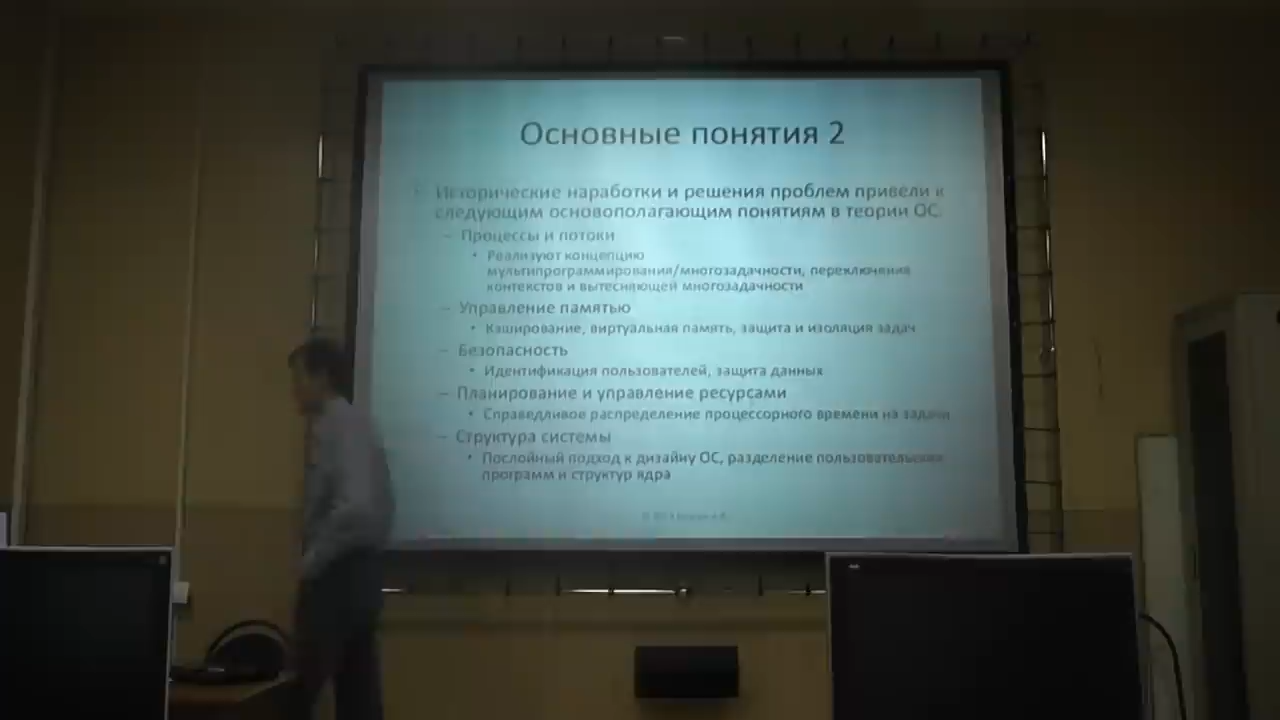 Основные понятия 2
Исторические наработки и решения проблем привели к
следующим основополагающим понятиям в теории ОС:
– Процессы и потоки
• Реализуют концепцию
мультипрограммирования/многозадачности, переключения
контекстов и вытесняющей многозадачности
– Управление памятью
• Кэширование, виртуальная память, защита и изоляция задач
– Безопасность
• Идентификация пользователей, защита данных
– Планирование и управление ресурсами
• Справедливое распределение процессорного времени на задачи
– Структура системы
• Послойный подход к дизайну ОС, разделение пользовательских
программ и структур ядра